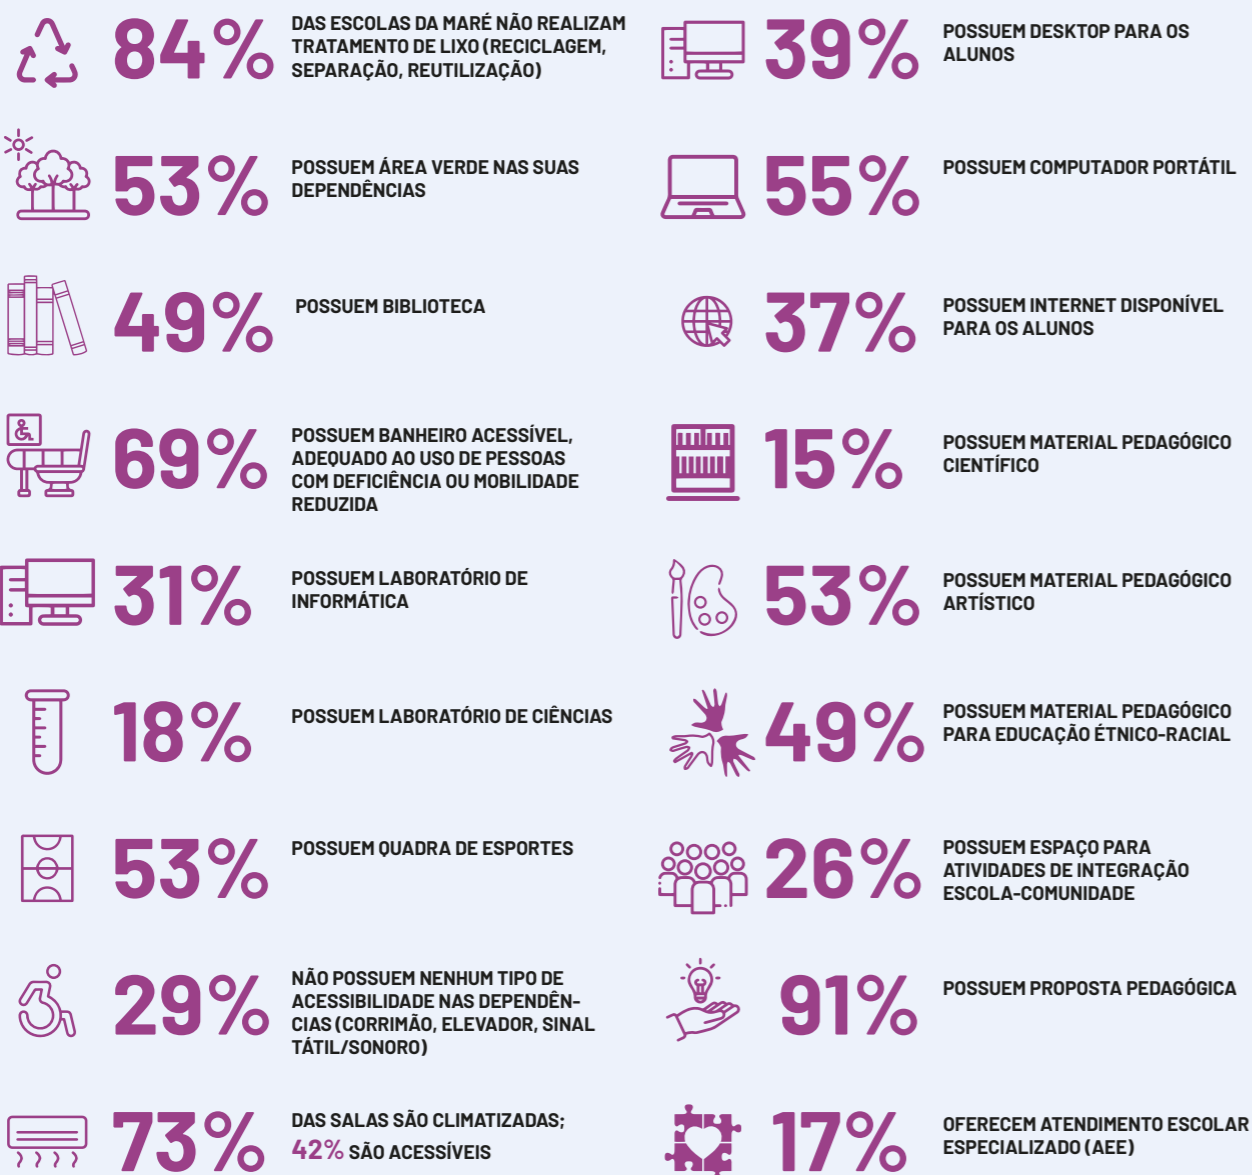 84%
DAS ESCOLAS DA MARÉ NÃO REALIZAM
TRATAMENTO DE LIXO (RECICLAGEM,
SEPARAÇÃO, REUTILIZAÇÃO)
53%
POSSUEM ÁREA VERDE NAS SUAS
DEPENDÊNCIAS
49%
POSSUEM BIBLIOTECA
69%
POSSUEM BANHEIRO ACESSÍVEL,
ADEQUADO AO USO DE PESSOAS
COM DEFICIÊNCIA OU MOBILIDADE
REDUZIDA
31%
POSSUEM LABORATÓRIO DE
INFORMÁTICA
18%
POSSUEM LABORATÓRIO DE CIÊNCIAS
53%
POSSUEM QUADRA DE ESPORTES
29%
NÃO POSSUEM NENHUM TIPO DE
ACESSIBILIDADE NAS DEPENDÊN-
CIAS (CORRIMÃO, ELEVADOR, SINAL
TÁTIL/SONORO)
73%
DAS SALAS SÃO CLIMATIZADAS;
42% SÃO ACESSÍVEIS
39%
POSSUEM DESKTOP PARA OS
ALUNOS
55%
POSSUEM COMPUTADOR PORTÁTIL
37%
POSSUEM INTERNET DISPONÍVEL
PARA OS ALUNOS
15%
POSSUEM MATERIAL PEDAGÓGICO
CIENTÍFICO
53%
POSSUEM MATERIAL PEDAGÓGICO
ARTÍSTICO
49%
POSSUEM MATERIAL PEDAGÓGICO
PARA EDUCAÇÃO ÉTNICO-RACIAL
26%
POSSUEM ESPAÇO PARA
ATIVIDADES DE INTEGRAÇÃO
ESCOLA-COMUNIDADE
91%
POSSUEM PROPOSTA PEDAGÓGICA
17%
OFERECEM ATENDIMENTO ESCOLAR
ESPECIALIZADO (AEE)